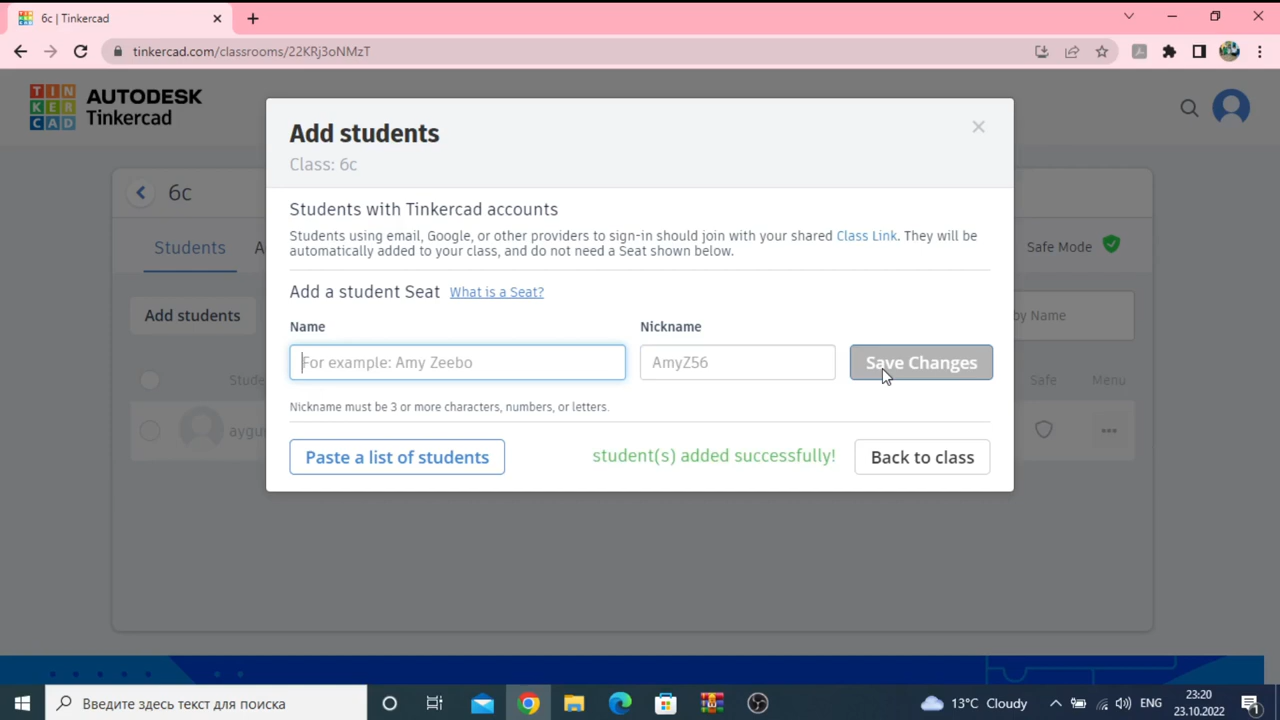 6c | Tinkercad
tinkercad.com/classrooms/22KRj3oNMzT
TIN
KER
CAD
AUTODESK
Tinkercad
6c
Students
A
Safe Mode
Add students
by Name
Stude
Safe
Menu
aygu
Add students
Class: 6c
Students with Tinkercad accounts
Students using email, Google, or other providers to sign-in should join with your shared Class Link. They will be
automatically added to your class, and do not need a Seat shown below.
Add a student Seat What is a Seat?
Name Nickname
For example: Amy Zeebo AmyZ56 Save Changes
Nickname must be 3 or more characters, numbers, or letters.
Paste a list of students student(s) added successfully! Back to class
Введите здесь текст для поиска
13°C Cloudy
ENG
23:20
23.10.2022
1